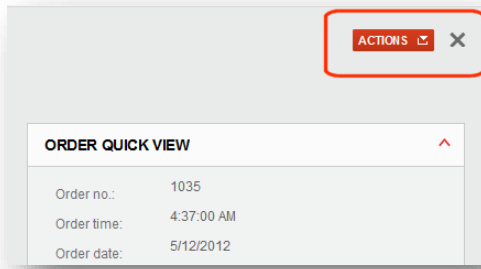 ACTIONS
ORDER QUICK VIEW
Order no.: 1035
Order time: 4:37:00 AM
Order date: 5/12/2012